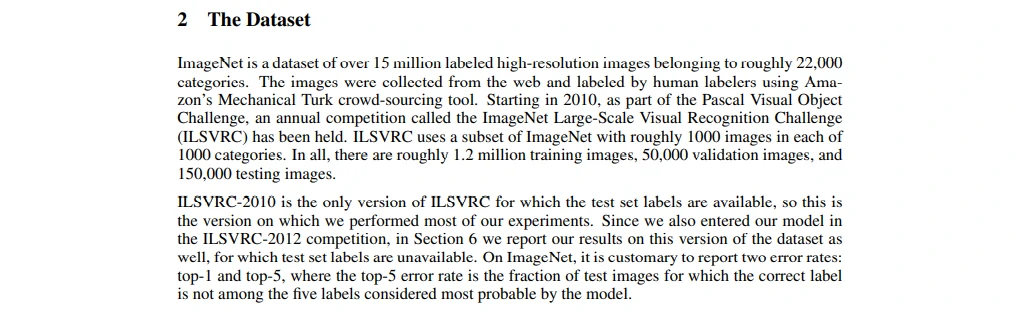 2 The Dataset
ImageNet is a dataset of over 15 million labeled high-resolution images belonging to roughly 22,000
categories. The images were collected from the web and labeled by human labelers using Ama-
zon's Mechanical Turk crowd-sourcing tool. Starting in 2010, as part of the Pascal Visual Object
Challenge, an annual competition called the ImageNet Large-Scale Visual Recognition Challenge
(ILSVRC) has been held. ILSVRC uses a subset of ImageNet with roughly 1000 images in each of
1000 categories. In all, there are roughly 1.2 million training images, 50,000 validation images, and
150,000 testing images.
ILSVRC-2010 is the only version of ILSVRC for which the test set labels are available, so this is
the version on which we performed most of our experiments. Since we also entered our model in
the ILSVRC-2012 competition, in Section 6 we report our results on this version of the dataset as
well, for which test set labels are unavailable. On ImageNet, it is customary to report two error rates:
top-1 and top-5, where the top-5 error rate is the fraction of test images for which the correct label
is not among the five labels considered most probable by the model.